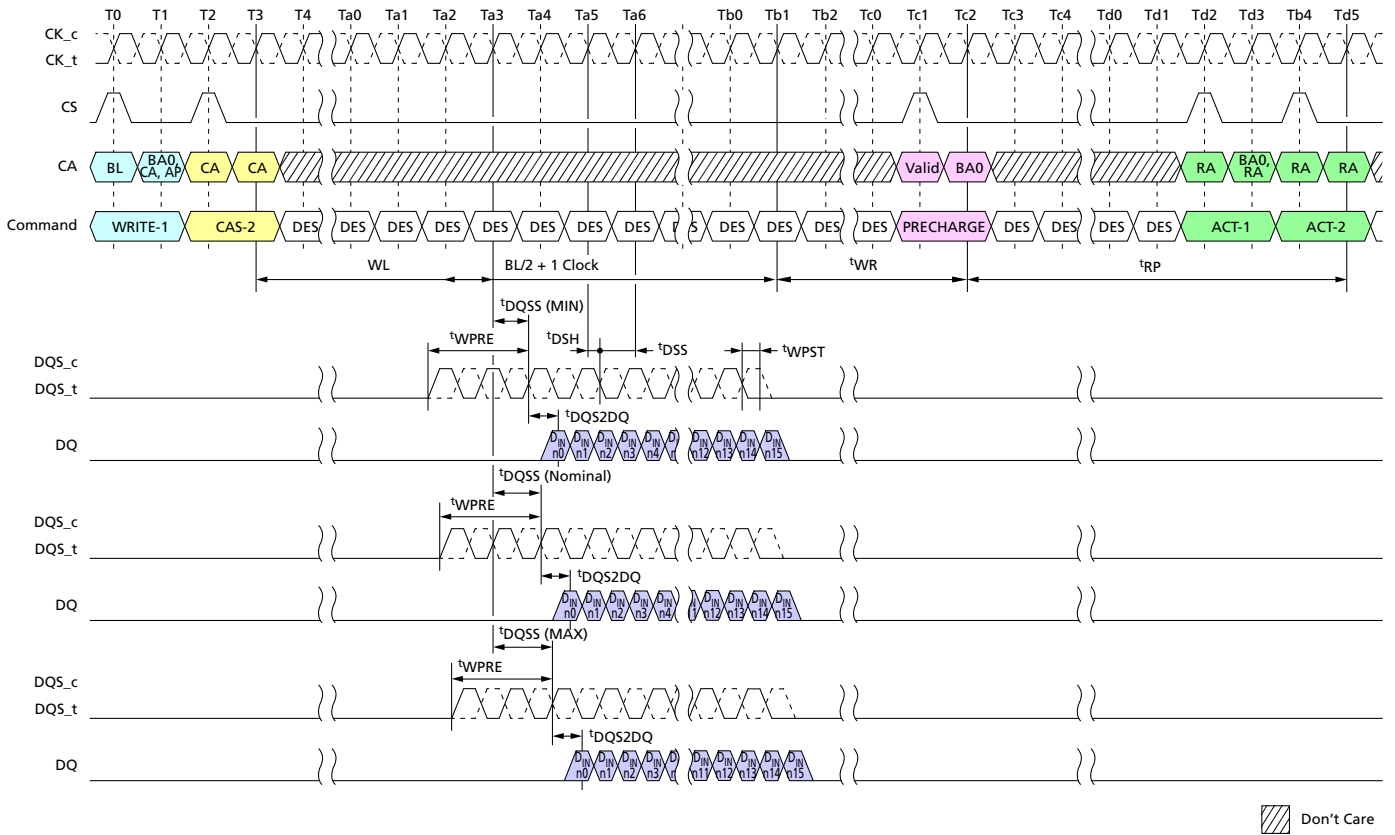 T0 T1 T2 T3 T4 Ta0 Ta1 Ta2 Ta3 Ta4 Ta5 Ta6 Tb0 Tb1 Tb2 Tc0 Tc1 Tc2 Tc3 Tc4 Td0 Td1 Td2 Td3 Tb4 Td5
CK_c
CK_t
CS
CA BL BA0, CA, AP CA CA Valid BA0 RA BA0, RA RA RA
Command WRITE-1 CAS-2 DES DES DES DES DES DES DES DES DES DES DES DES PRECHARGE DES DES DES DES ACT-1 ACT-2
WL BL/2 + 1 Clock tWR tRP
tDQSS (MIN)
tWPRE tDSH tDSS tWPST
DQS_c
DQS_t
tDQS2DQ
DQ DIN n0 DIN n1 DIN n2 DIN n3 DIN n4 DIN n12 DIN n13 DIN n14 DIN n15
tDQSS (Nominal)
tWPRE
DQS_c
DQS_t
tDQS2DQ
DQ DIN n0 DIN n1 DIN n2 DIN n3 DIN n4 DIN n12 DIN n13 DIN n14 DIN n15
tDQSS (MAX)
tWPRE
DQS_c
DQS_t
tDQS2DQ
DQ DIN n0 DIN n1 DIN n2 DIN n3 DIN n11 DIN n12 DIN n13 DIN n14 DIN n15
Don't Care